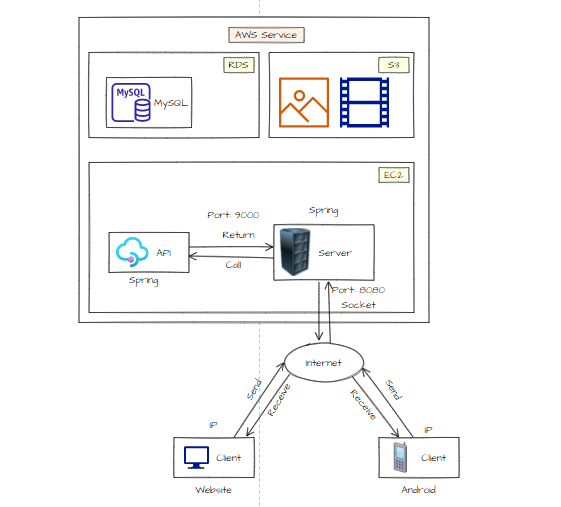 AWS Service
RDS
S3
MySQL
MySQL
EC2
Spring
Port: 9000
Return
API
Server
Call
Spring
Port: 8080
Socket
Internet
Send
Receive
Receive
Send
IP
IP
Client
Client
Website
Android